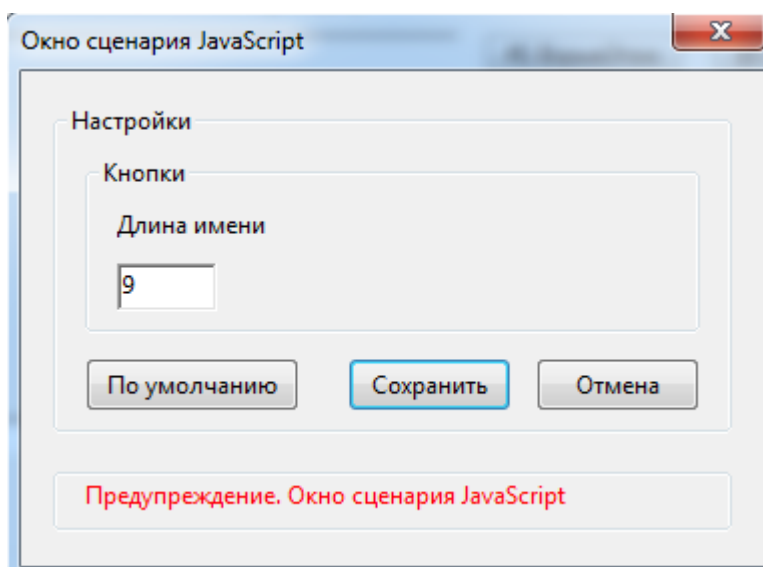 Окно сценария JavaScript
Настройки
Кнопки
Длина имени
9
По умолчанию Сохранить Отмена
Предупреждение. Окно сценария JavaScript